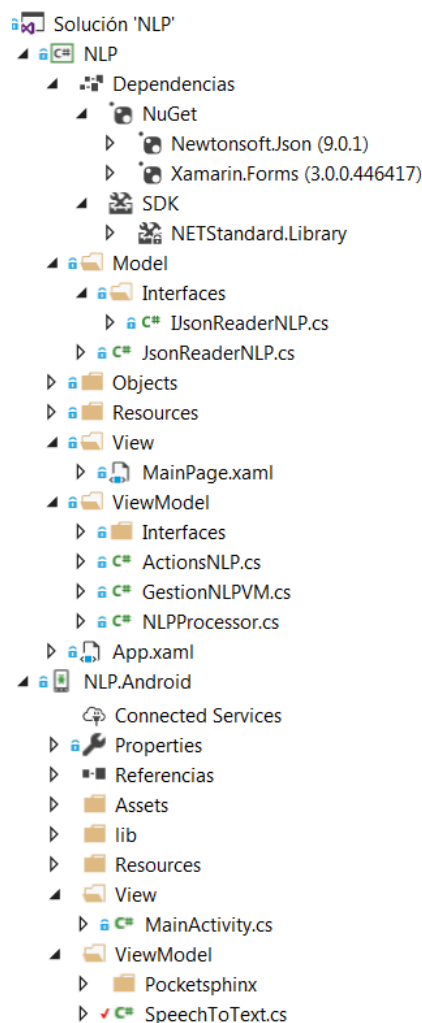 Solución 'NLP'
C# NLP
Dependencias
NuGet
Newtonsoft.Json (9.0.1)
Xamarin.Forms (3.0.0.446417)
SDK
NETStandard.Library
Model
Interfaces
C# IJsonReaderNLP.cs
C# JsonReaderNLP.cs
Objects
Resources
View
MainPage.xaml
ViewModel
Interfaces
C# ActionsNLP.cs
C# GestionNLPVM.cs
C# NLPProcessor.cs
App.xaml
NLP.Android
Connected Services
Properties
Referencias
Assets
lib
Resources
View
C# MainActivity.cs
ViewModel
Pocketsphinx
C# SpeechToText.cs